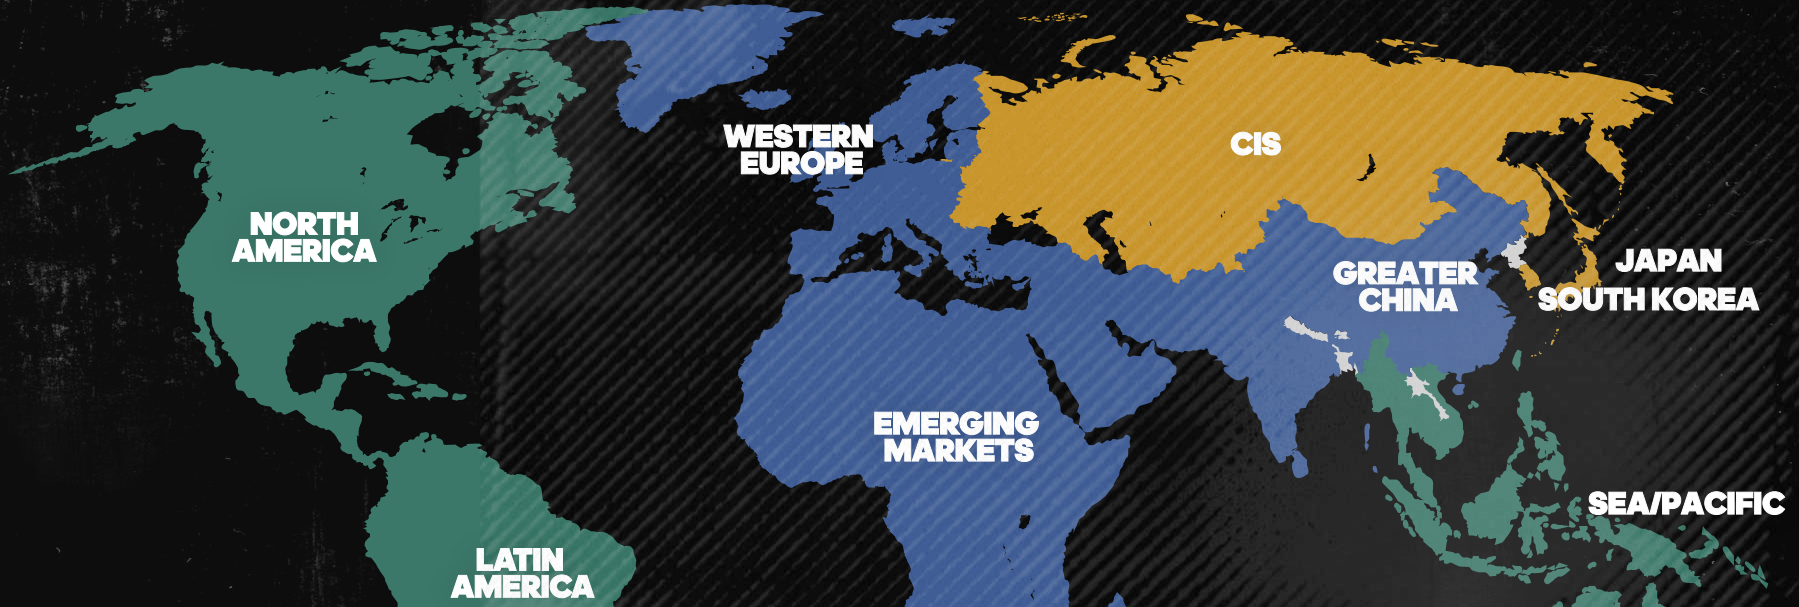 WESTERN
EUROPE
CIS
NORTH
AMERICA
JAPAN
GREATER
CHINA
SOUTH KOREA
EMERGING
MARKETS
SEA/PACIFIC
LATIN
AMERICA